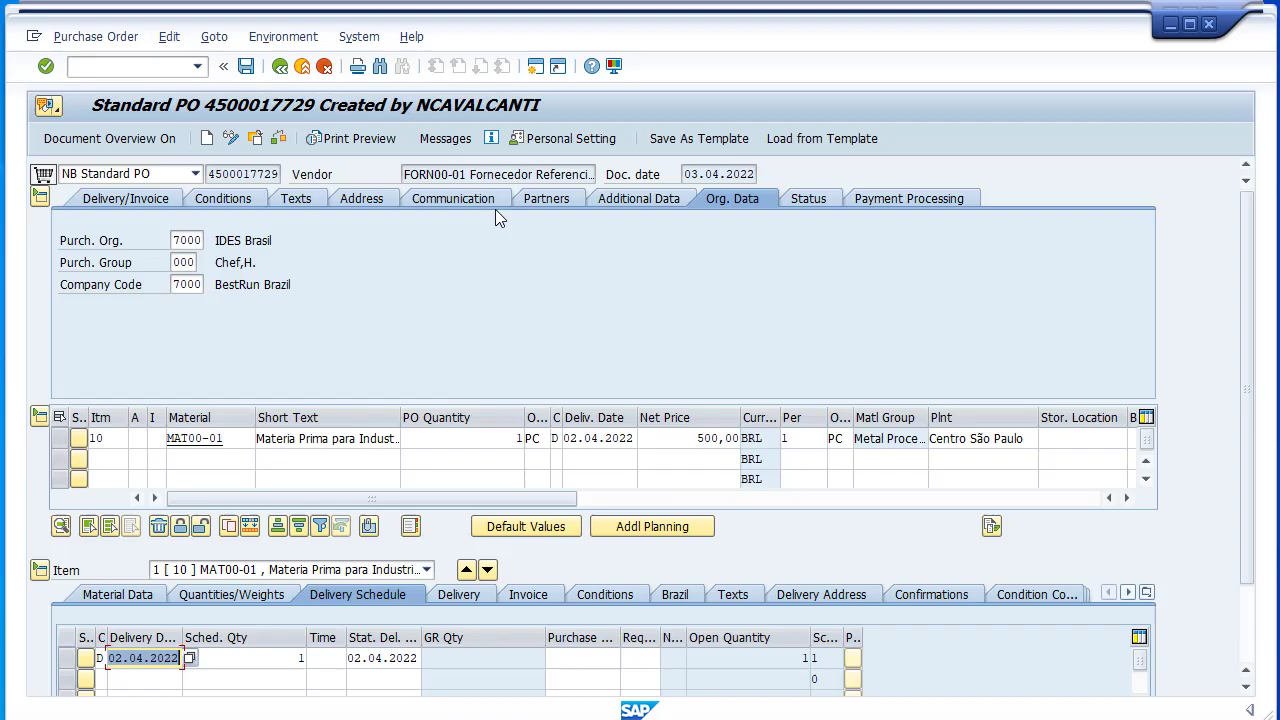 Purchase Order Edit Goto Environment System Help
Standard PO 4500017729 Created by NCAVALCANTI
Document Overview On Print Preview Messages Personal Setting Save As Template Load from Template
NB Standard PO 4500017729 Vendor FORN00-01 Fornecedor Referenci... Doc. date 03.04.2022
Delivery/Invoice Conditions Texts Address Communication Partners Additional Data Org. Data Status Payment Processing
Purch. Org. 7000 IDES Brasil
Purch. Group 000 Chef,H.
Company Code 7000 BestRun Brazil
S.. Itm A I Material Short Text PO Quantity O... C Deliv. Date Net Price Curr... Per O... Matl Group Plnt Stor. Location B
10 MAT00-01 Materia Prima para Indust... 1 PC D 02.04.2022 500,00 BRL 1 PC Metal Proce... Centro São Paulo
BRL
BRL
Default Values Addl Planning
Item 1 [ 10 ] MAT00-01 , Materia Prima para Industri...
Material Data Quantities/Weights Delivery Schedule Delivery Invoice Conditions Brazil Texts Delivery Address Confirmations Condition Co...
S.. C Delivery D... Sched. Qty Time Stat. Del. ... GR Qty Purchase ... Req... N... Open Quantity Sc... P..
D 02.04.2022 1 02.04.2022 1 1
0
SAP